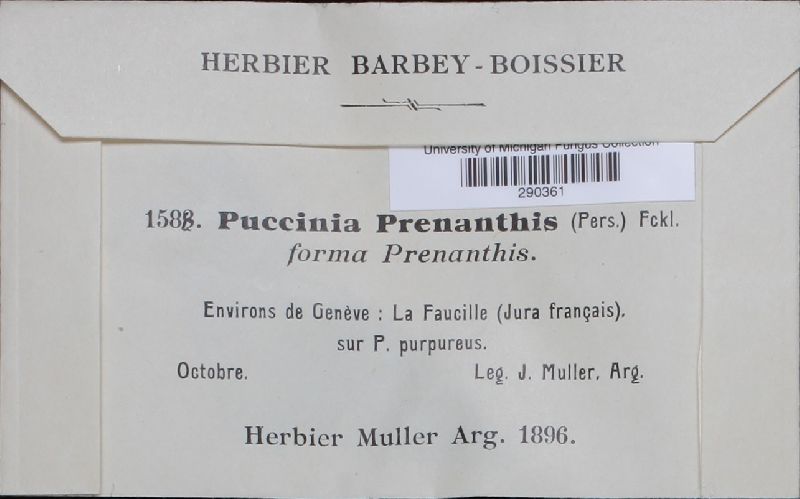 HERBIER BARBEY-BOISSIER
University of Michigan Fungus Collection
290361
158. Puccinia Prenanthis (Pers.) Fckl.
forma Prenanthis.
Environs de Genève : La Faucille (Jura français).
sur P. purpureus.
Octobre. Leg. J. Muller, Arg.
Herbier Muller Arg. 1896.